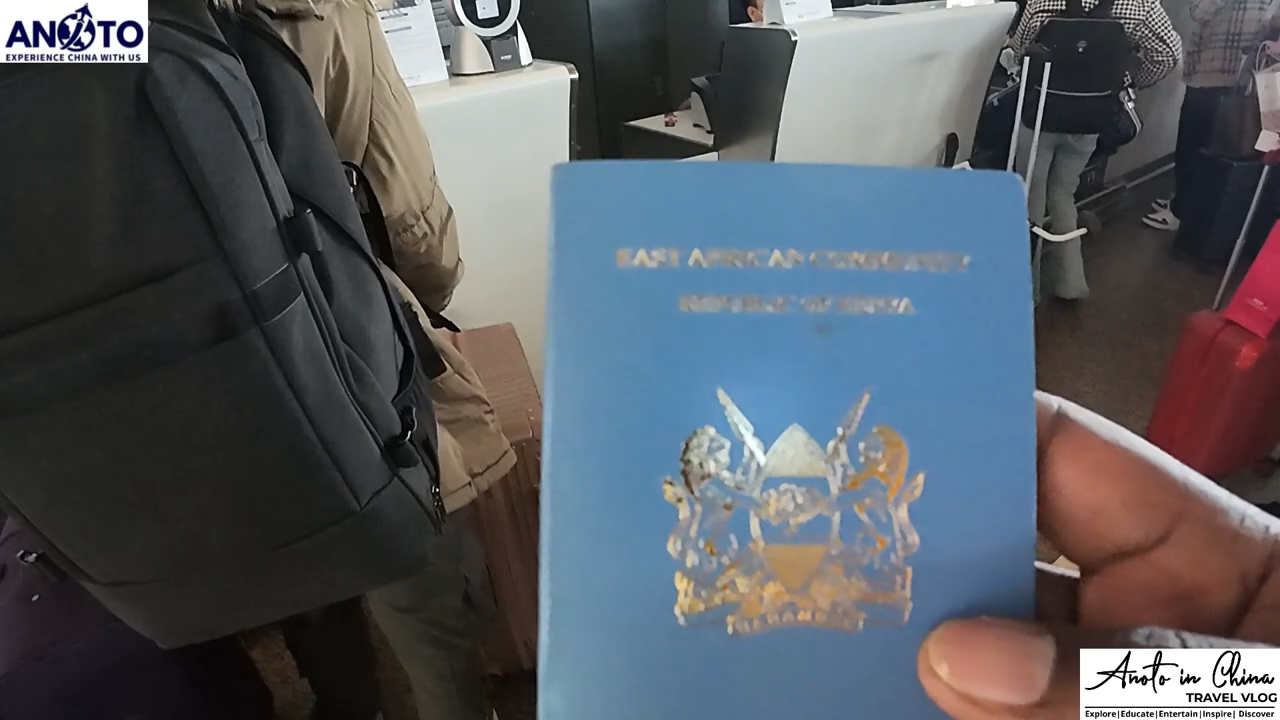 ANOTO
EXPERIENCE CHINA WITH US
EAST AFRICAN COMMUNITY
REPUBLIC OF KENYA
HARAMBEE
Anoto in China
TRAVEL VLOG
Explore|Educate|Entertain|Inspire| Discover